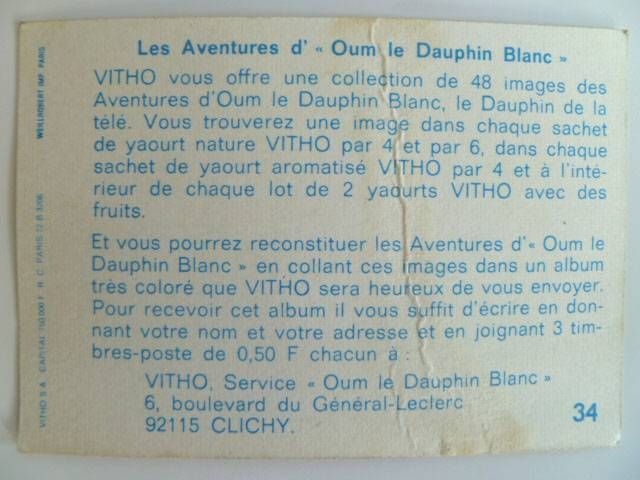 Les Aventures d' « Oum le Dauphin Blanc »
VITHO vous offre une collection de 48 images des
Aventures d'Oum le Dauphin Blanc, le Dauphin de la
télé. Vous trouverez une image dans chaque sachet
de yaourt nature VITHO par 4 et par 6, dans chaque
sachet de yaourt aromatisé VITHO par 4 et à l'inté-
rieur de chaque lot de 2 yaourts VITHO avec des
fruits.
Et vous pourrez reconstituer les Aventures d'« Oum le
Dauphin Blanc » en collant ces images dans un album
très coloré que VITHO sera heureux de vous envoyer.
Pour recevoir cet album il vous suffit d'écrire en don-
nant votre nom et votre adresse et en joignant 3 tim-
bres-poste de 0,50 F chacun à :
VITHO, Service « Oum le Dauphin Blanc »
6, boulevard du Général-Leclerc
92115 CLICHY.
34
VITHO S.A. CAPITAL F. R.C. PARIS
IMP. PARIS